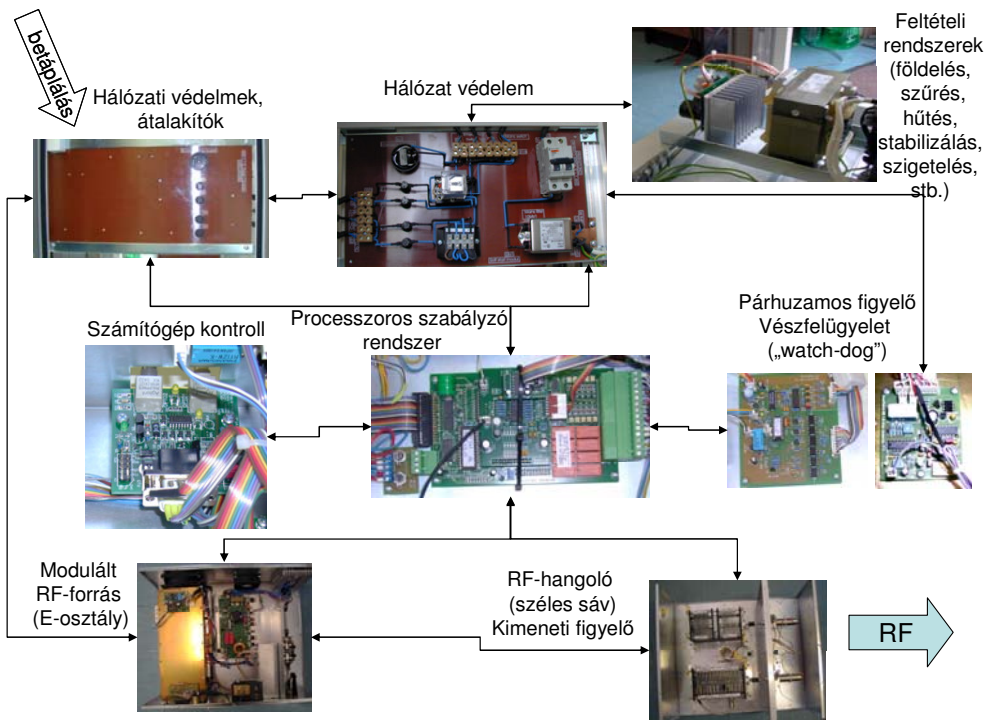 betáplálás
Hálózati védelmek,
átalakítók
Hálózat védelem
Feltételi
rendszerek
(földelés,
szűrés,
hűtés,
stabilizálás,
szigetelés,
stb.)
Számítógép kontroll
Processzoros szabályzó
rendszer
Párhuzamos figyelő
Vészfelügyelet
(„watch-dog”)
Modulált
RF-forrás
(E-osztály)
RF-hangoló
(széles sáv)
Kimeneti figyelő
RF